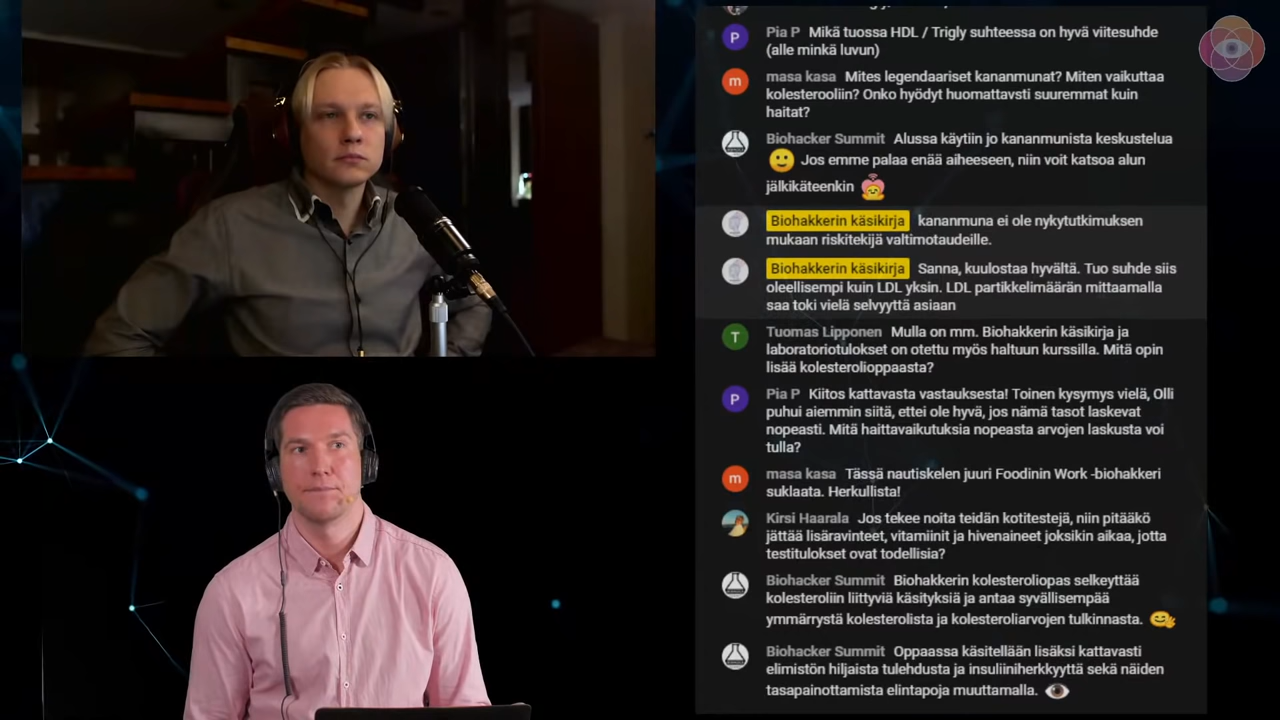 Pia P Mikä tuossa HDL / Trigly suhteessa on hyvä viitesuhde
(alle minkä luvun)
masa kasa Mites legendaariset kananmunat? Miten vaikuttaa
kolesterooliin? Onko hyödyt huomattavsti suuremmat kuin
haitat?
Biohacker Summit Alussa käytiin jo kananmunista keskustelua
Jos emme palaa enää aiheeseen, niin voit katsoa alun
jälkikäteenkin
Biohakkerin käsikirja kananmuna ei ole nykytutkimuksen
mukaan riskitekijä valtimotaudeille.
Biohakkerin käsikirja Sanna, kuulostaa hyvältä. Tuo suhde siis
oleellisempi kuin LDL yksin. LDL partikkelimäärän mittaamalla
saa toki vielä selvyyttä asiaan
Tuomas Lipponen Mulla on mm. Biohakkerin käsikirja ja
laboratoriotulokset on otettu myös haltuun kurssilla. Mitä opin
lisää kolesterolioppaasta?
Pia P Kiitos kattavasta vastauksesta! Toinen kysymys vielä, Olli
puhui aiemmin siitä, ettei ole hyvä, jos nämä tasot laskevat
nopeasti. Mitä haittavaikutuksia nopeasta arvojen laskusta voi
tulla?
masa kasa Tässä nautiskelen juuri Foodinin Work -biohakkeri
suklaata. Herkullista!
Kirsi Haarala Jos tekee noita teidän kotitestejä, niin pitääkö
jättää lisäravinteet, vitamiinit ja hivenaineet joksikin aikaa, jotta
testitulokset ovat todellisia?
Biohacker Summit Biohakkerin kolesteroliopas selkeyttää
kolesteroliin liittyviä käsityksiä ja antaa syvällisempää
ymmärrystä kolesterolista ja kolesteroliarvojen tulkinnasta.
Biohacker Summit Oppaassa käsitellään lisäksi kattavasti
elimistön hiljaista tulehdusta ja insuliiniherkkyyttä sekä näiden
tasapainottamista elintapoja muuttamalla.